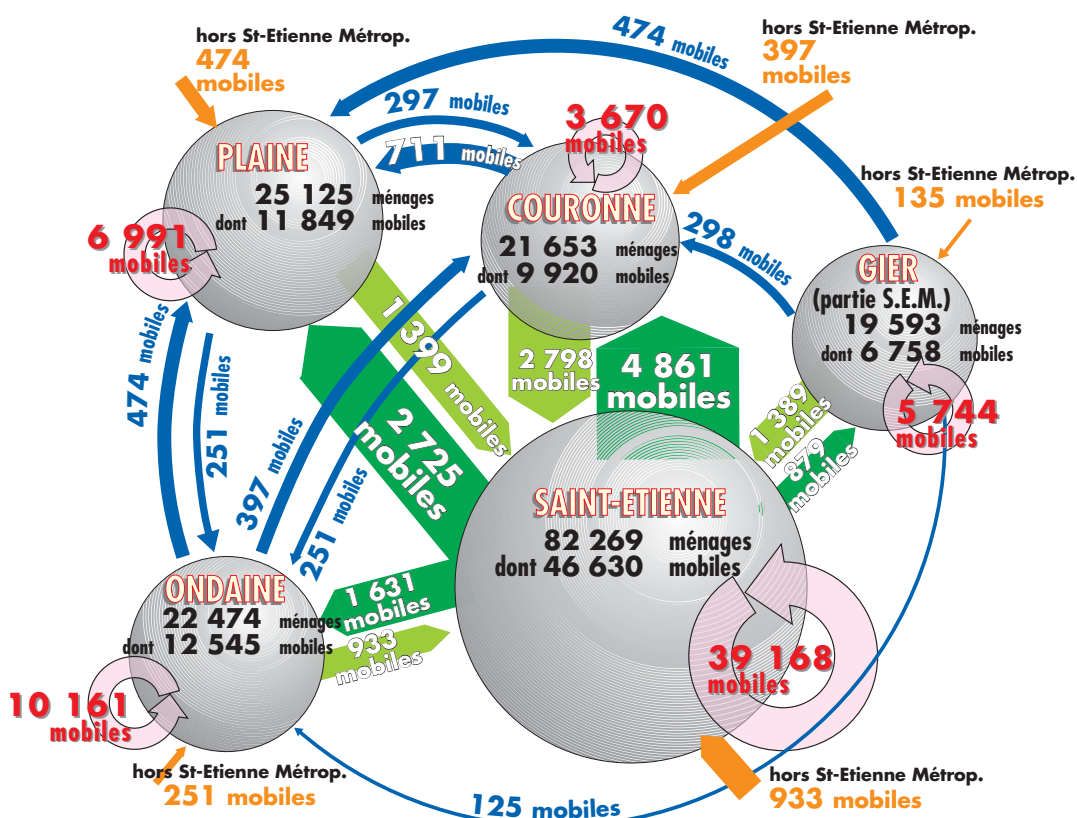 hors St-Etienne Métrop.
474
mobiles
474 mobiles
hors St-Etienne Métrop.
397
mobiles
297 mobiles
711 mobiles
3 670
mobiles
PLAINE
25 125 ménages
dont 11 849 mobiles
6 991
mobiles
COURONNE
21 653 ménages
dont 9 920 mobiles
hors St-Etienne Métrop.
135 mobiles
298 mobiles
GIER
(partie S.E.M.)
19 593 ménages
dont 6 758 mobiles
5 744
mobiles
474 mobiles
251 mobiles
397 mobiles
251 mobiles
1 399 mobiles
2 725
mobiles
2 798
mobiles
4 861
mobiles
1 389
mobiles
879
mobiles
SAINT-ETIENNE
82 269 ménages
dont 46 630 mobiles
39 168
mobiles
ONDAINE
22 474 ménages
dont 12 545 mobiles
1 631
mobiles
933
mobiles
10 161
mobiles
hors St-Etienne Métrop.
251 mobiles
125 mobiles
hors St-Etienne Métrop.
933 mobiles